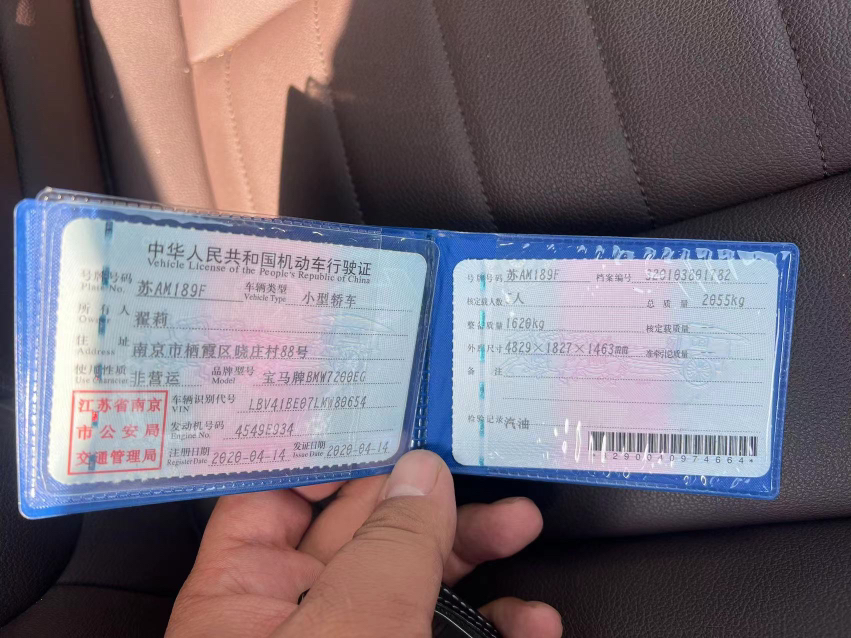 中华人民共和国机动车行驶证
Vehicle License of the People's Republic of China
号牌号码 苏AM189F 车辆类型 小型轿车
Plate No. Vehicle Type
所有人 翟莉
Owner
住址 南京市栖霞区晓庄村88号
Address
使用性质 非营运 品牌型号 宝马牌BMW7200EG
Use Character Model
江苏省南京
市公安局
交通管理局
车辆识别代号
VIN
发动机号码 4549E934
Engine No.
注册日期 2020-04-14 发证日期 2020-04-14
Register Date Issue Date
号牌号码 苏AM189F 档案编号 320103801782
核定载人数 人 总质量 2055kg
整备质量 1620kg 核定载质量
外廓尺寸 4829×1827×1463mm 准牵引总质量
备注
检验记录 汽油
*2900040974664*